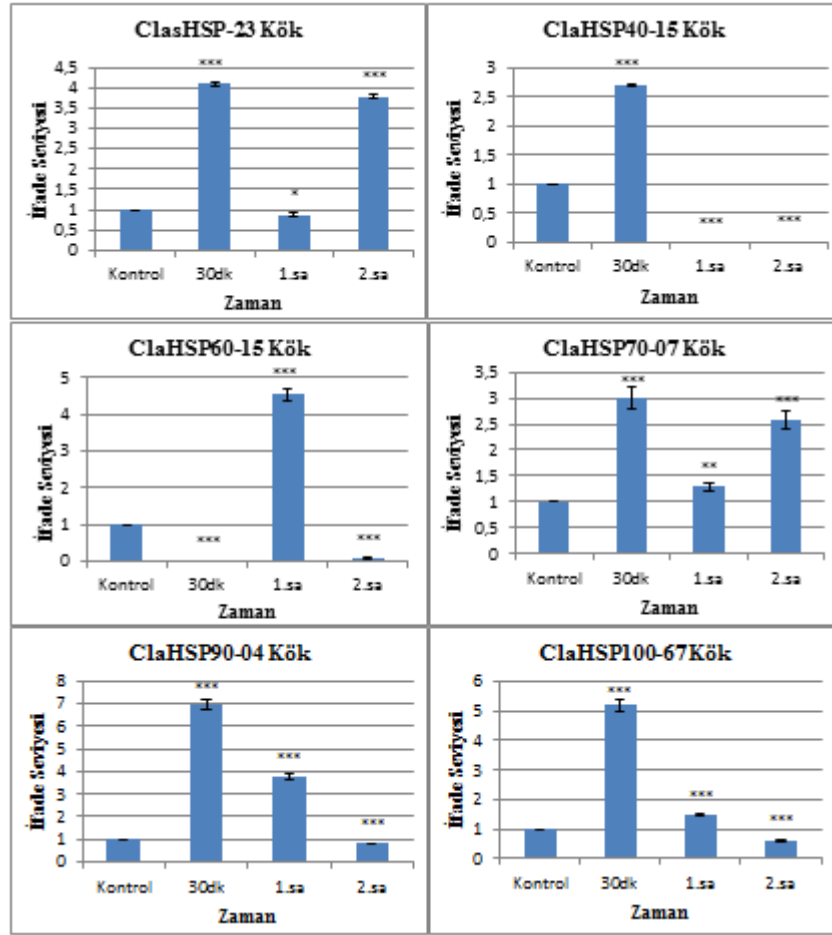 ClasHSP-23 Kök
İfade Seviyesi
4,5
4
3,5
3
2,5
2
1,5
1
0,5
0
***
*
***
Kontrol 30dk 1.sa 2.sa
Zaman
ClaHSP40-15 Kök
İfade Seviyesi
3
2,5
2
1,5
1
0,5
0
***
*** ***
Kontrol 30dk 1.sa 2.sa
Zaman
ClaHSP60-15 Kök
İfade Seviyesi
5
4
3
2
1
0
***
***
***
Kontrol 30dk 1.sa 2.sa
Zaman
ClaHSP70-07 Kök
İfade Seviyesi
3,5
3
2,5
2
1,5
1
0,5
0
***
**
***
Kontrol 30dk 1.sa 2.sa
Zaman
ClaHSP90-04 Kök
İfade Seviyesi
8
7
6
5
4
3
2
1
0
***
***
***
Kontrol 30dk 1.sa 2.sa
Zaman
ClaHSP100-67Kök
İfade Seviyesi
6
5
4
3
2
1
0
***
***
***
Kontrol 30dk 1.sa 2.sa
Zaman